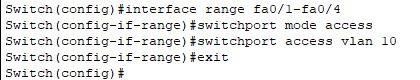 Switch(config)#interface range fa0/1-fa0/4
Switch(config-if-range)#switchport mode access
Switch(config-if-range)#switchport access vlan 10
Switch(config-if-range)#exit
Switch(config)#